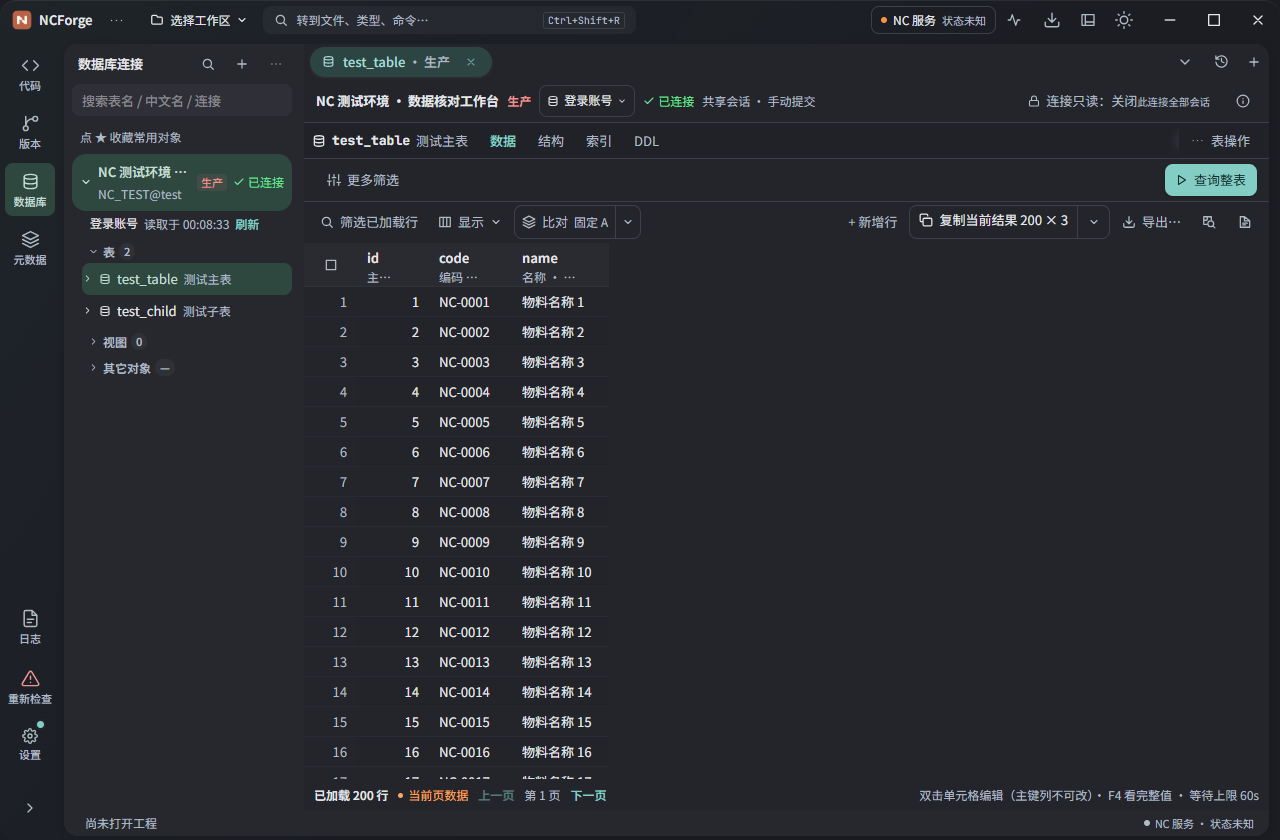 NCForge ··· 选择工作区 转到文件、类型、命令··· Ctrl+Shift+R NC 服务 状态未知
代码
版本
数据库
元数据
日志
重新检查
设置
数据库连接 ···
搜索表名 / 中文名 / 连接
点 ★ 收藏常用对象
NC 测试环境 ··· 生产 ✓ 已连接
NC_TEST@test
登录账号 读取于 00:08:33 刷新
表 2
test_table 测试主表
test_child 测试子表
视图 0
其它对象 —
test_table • 生产 ×
NC 测试环境 • 数据核对工作台 生产 登录账号 ✓ 已连接 共享会话 • 手动提交 连接只读：关闭此连接全部会话
test_table 测试主表 数据 结构 索引 DDL ··· 表操作
更多筛选 查询整表
筛选已加载行 显示 比对 固定 A + 新增行 复制当前结果 200 × 3 导出···
id code name
主··· 编码 ··· 名称 • ···
1 1 NC-0001 物料名称 1
2 2 NC-0002 物料名称 2
3 3 NC-0003 物料名称 3
4 4 NC-0004 物料名称 4
5 5 NC-0005 物料名称 5
6 6 NC-0006 物料名称 6
7 7 NC-0007 物料名称 7
8 8 NC-0008 物料名称 8
9 9 NC-0009 物料名称 9
10 10 NC-0010 物料名称 10
11 11 NC-0011 物料名称 11
12 12 NC-0012 物料名称 12
13 13 NC-0013 物料名称 13
14 14 NC-0014 物料名称 14
15 15 NC-0015 物料名称 15
16 16 NC-0016 物料名称 16
17 17 NC-0017 物料名称 17
已加载 200 行 • 当前页数据 上一页 第 1 页 下一页 双击单元格编辑（主键列不可改） • F4 看完整值 • 等待上限 60s
尚未打开工程 NC 服务 • 状态未知